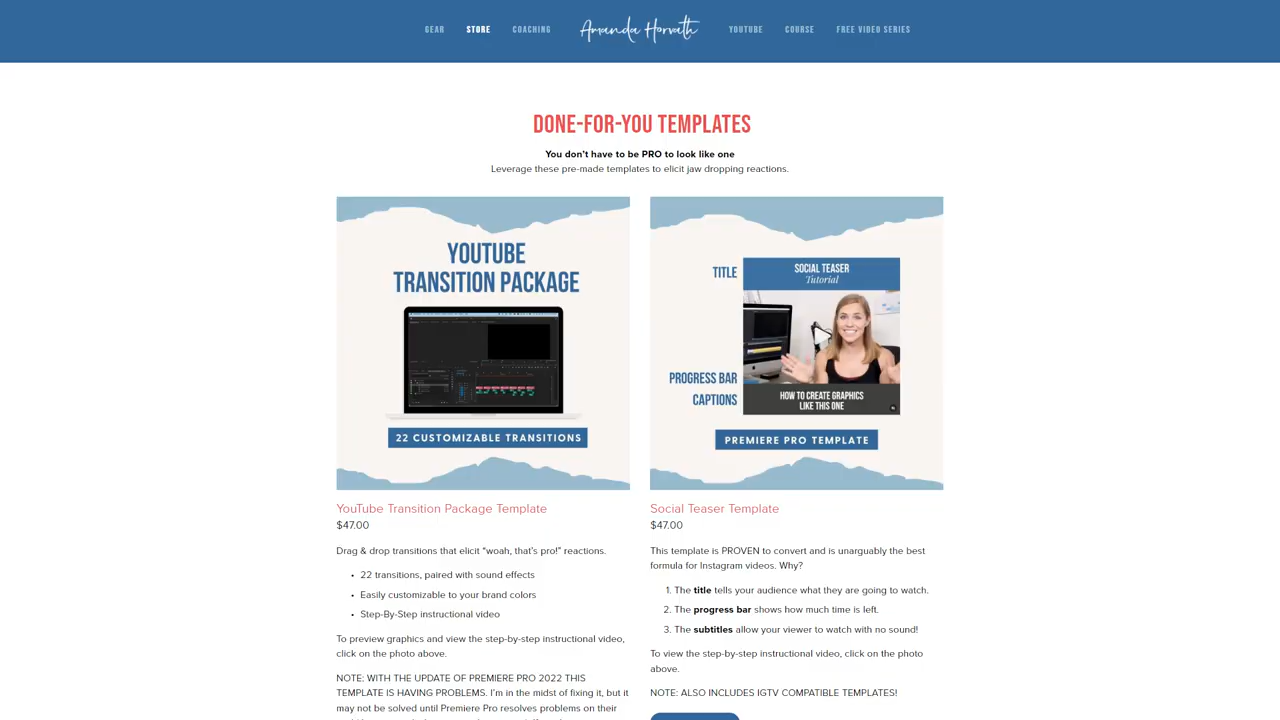 GEAR STORE COACHING Amanda Horvath YOUTUBE COURSE FREE VIDEO SERIES
DONE-FOR-YOU TEMPLATES
You don't have to be PRO to look like one
Leverage these pre-made templates to elicit jaw dropping reactions.
YOUTUBE
TRANSITION PACKAGE
22 CUSTOMIZABLE TRANSITIONS
YouTube Transition Package Template
$47.00
Drag & drop transitions that elicit “woah, that’s pro!” reactions.
• 22 transitions, paired with sound effects
• Easily customizable to your brand colors
• Step-By-Step instructional video
To preview graphics and view the step-by-step instructional video,
click on the photo above.
NOTE: WITH THE UPDATE OF PREMIERE PRO 2022 THIS
TEMPLATE IS HAVING PROBLEMS. I’m in the midst of fixing it, but it
may not be solved until Premiere Pro resolves problems on their
TITLE
SOCIAL TEASER
Tutorial
PROGRESS BAR
CAPTIONS
HOW TO CREATE GRAPHICS
LIKE THIS ONE
PREMIERE PRO TEMPLATE
Social Teaser Template
$47.00
This template is PROVEN to convert and is unarguably the best
formula for Instagram videos. Why?
1. The title tells your audience what they are going to watch.
2. The progress bar shows how much time is left.
3. The subtitles allow your viewer to watch with no sound!
To view the step-by-step instructional video, click on the photo
above.
NOTE: ALSO INCLUDES IGTV COMPATIBLE TEMPLATES!